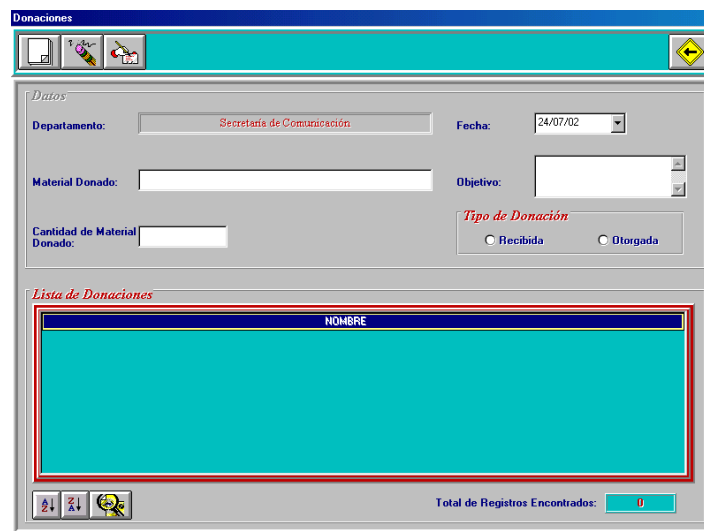 Donaciones
Datos
Departamento:
Secretaría de Comunicación
Fecha:
24/07/02
Material Donado:
Objetivo:
Tipo de Donación
Cantidad de Material
Donado:
Recibida
Otorgada
Lista de Donaciones
NOMBRE
A
Z
Z
A
Total de Registros Encontrados:
0